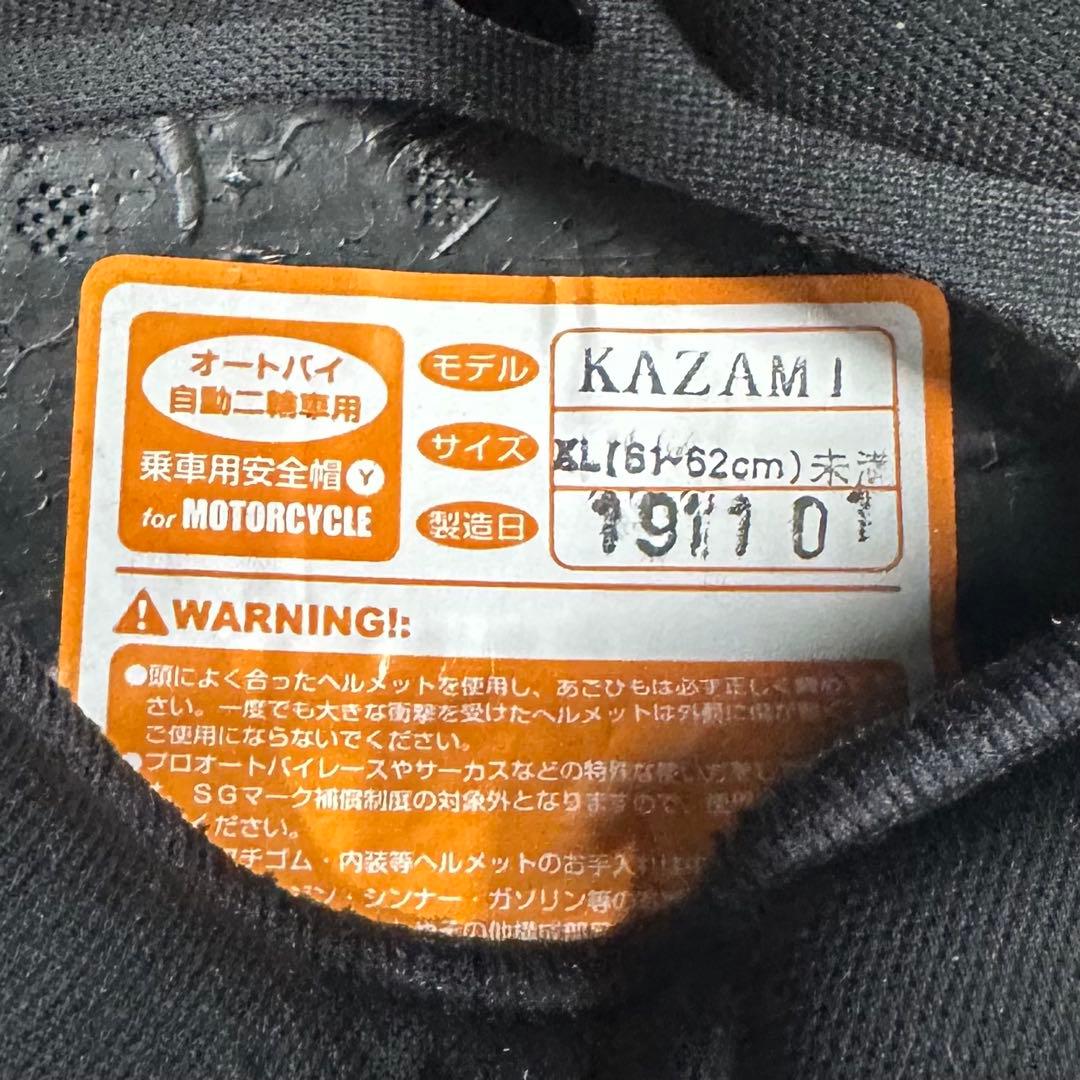 オートバイ
自動二輪車用
乗車用安全帽 Y
for MOTORCYCLE
モデル KAZAMI
サイズ XL(61~62cm)未満
製造日
WARNING!:
●頭によく合ったヘルメットを使用し、あごひもは必ず正しく
さい。一度でも大きな衝撃を受けたヘルメットは外観に
ご使用にならないでください。
●プロオートバイレースやサーカスなどの特殊な使い方
SGマーク補償制度の対象外となりますので、
ください。
ゴム・内装等ヘルメットのお手入れ
シンナー・ガソリン等の
その他構成部